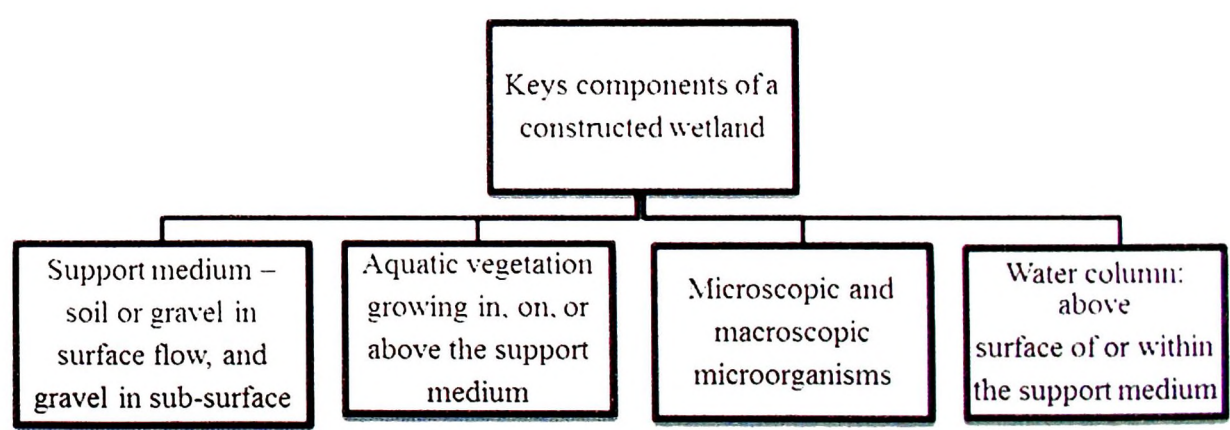 Keys components of a
constructed wetland
Support medium –
soil or gravel in
surface flow, and
gravel in sub-surface
Aquatic vegetation
growing in, on, or
above the support
medium
Microscopic and
macroscopic
microorganisms
Water column:
above
surface of or within
the support medium